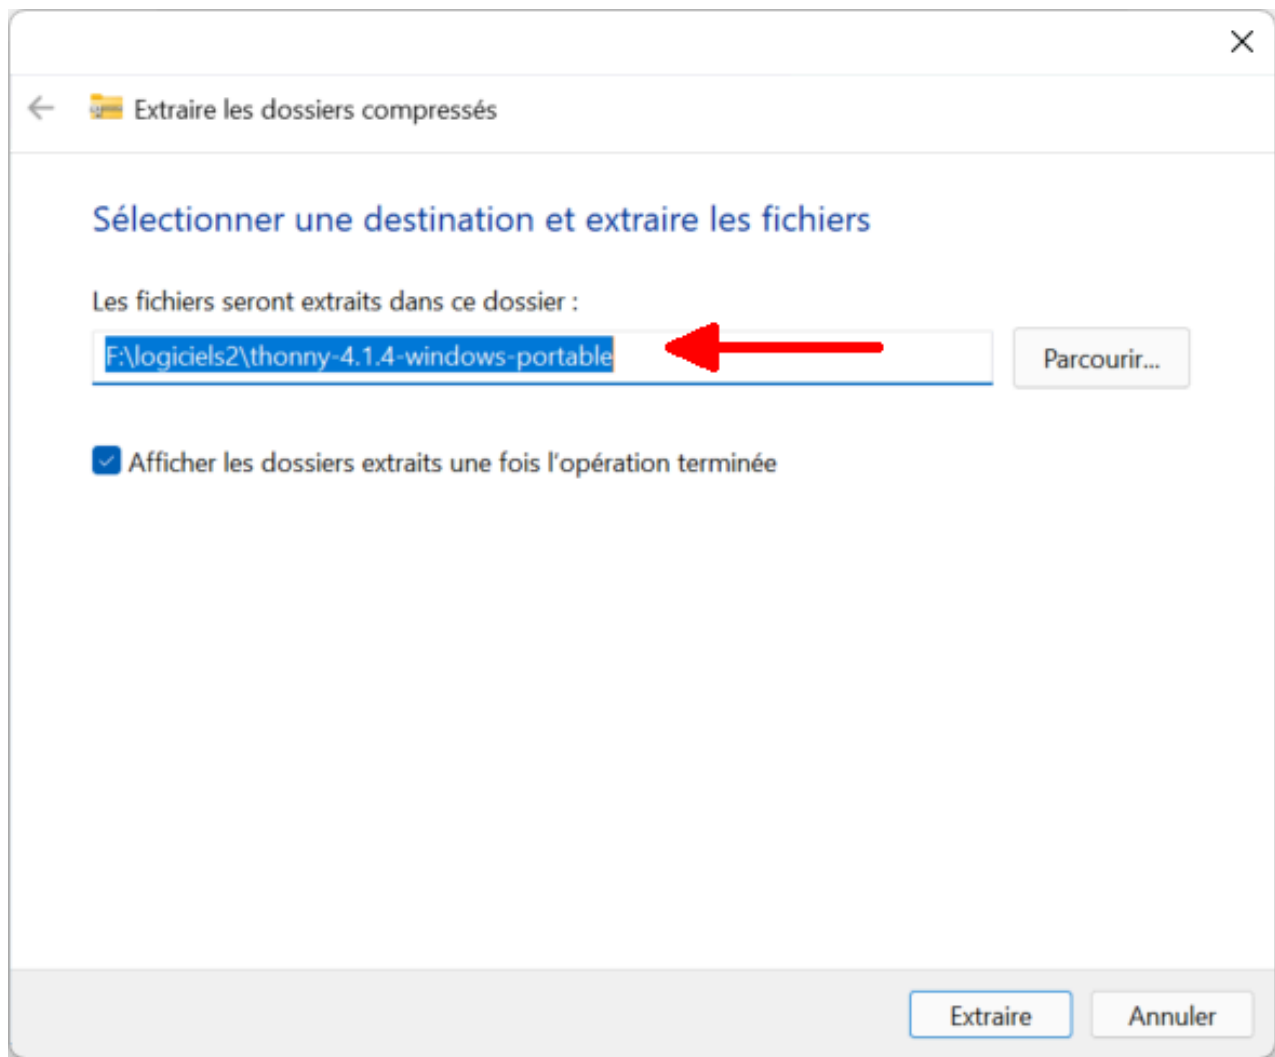 Extraire les dossiers compressés
Sélectionner une destination et extraire les fichiers
Les fichiers seront extraits dans ce dossier :
F:\logiciels2\thonny-4.1.4-windows-portable
Parcourir...
Afficher les dossiers extraits une fois l'opération terminée
Extraire
Annuler